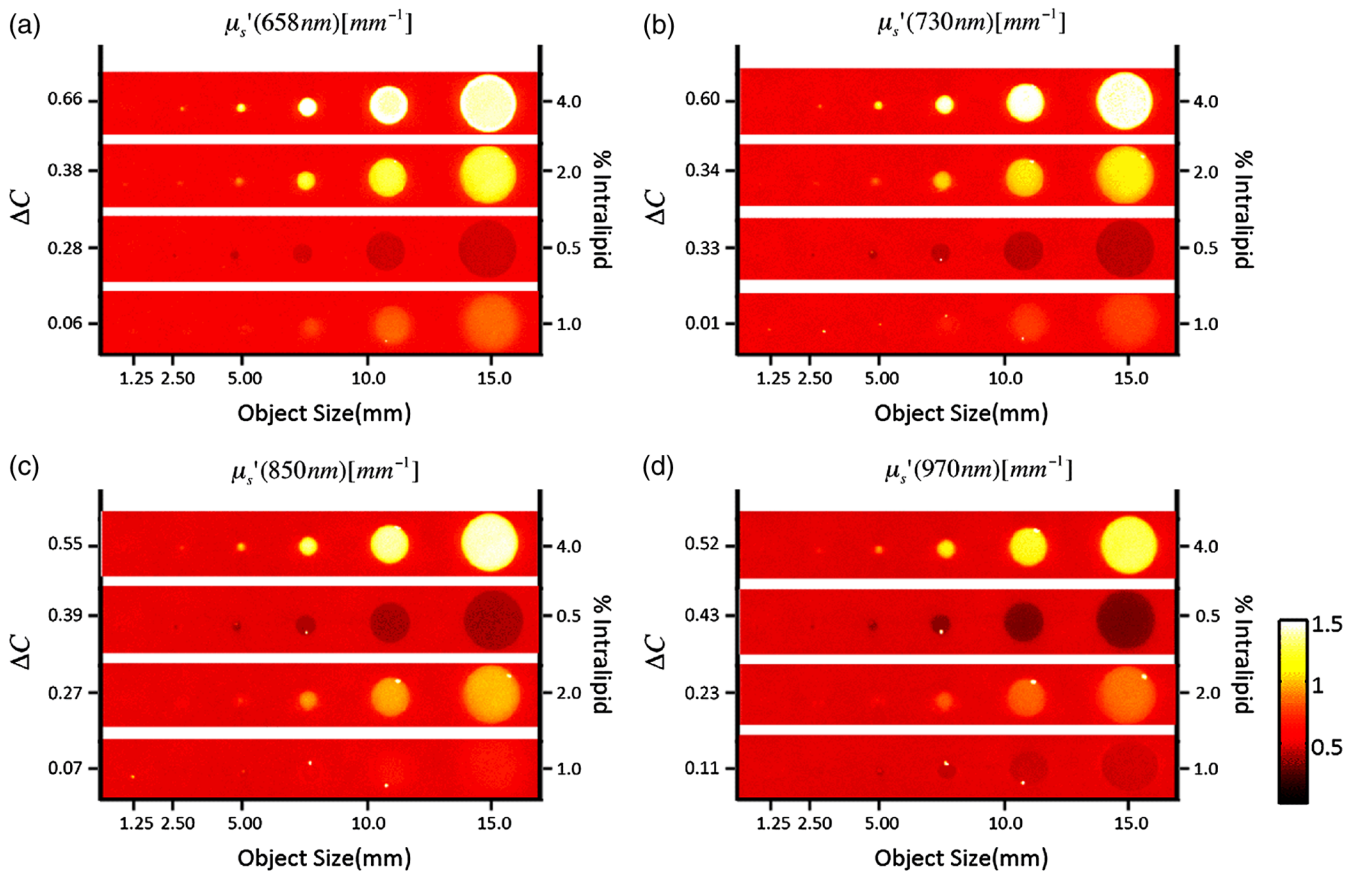 (a)
μs'(658nm)[mm⁻¹]
0.66
4.0
0.38
2.0
0.28
0.5
0.06
1.0
ΔC
% Intralipid
1.25 2.50 5.00 10.0 15.0
Object Size(mm)
(b)
μs'(730nm)[mm⁻¹]
0.60
4.0
0.34
2.0
0.33
0.5
0.01
1.0
ΔC
% Intralipid
1.25 2.50 5.00 10.0 15.0
Object Size(mm)
(c)
μs'(850nm)[mm⁻¹]
0.55
4.0
0.39
0.5
0.27
2.0
0.07
1.0
ΔC
% Intralipid
1.25 2.50 5.00 10.0 15.0
Object Size(mm)
(d)
μs'(970nm)[mm⁻¹]
0.52
4.0
0.43
0.5
0.23
2.0
0.11
1.0
ΔC
% Intralipid
1.25 2.50 5.00 10.0 15.0
Object Size(mm)
1.5
1
0.5